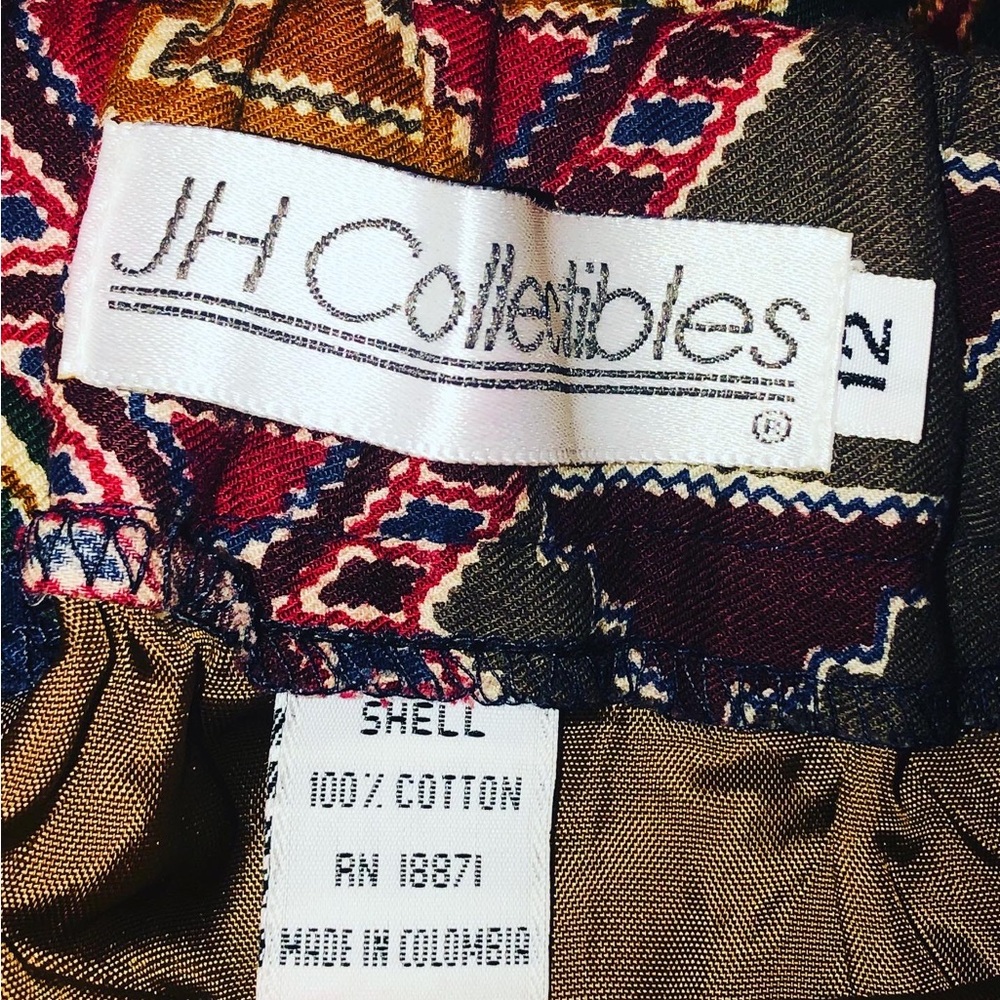 JH Collectibles
®
12
SHELL
100% COTTON
RN 18871
MADE IN COLOMBIA